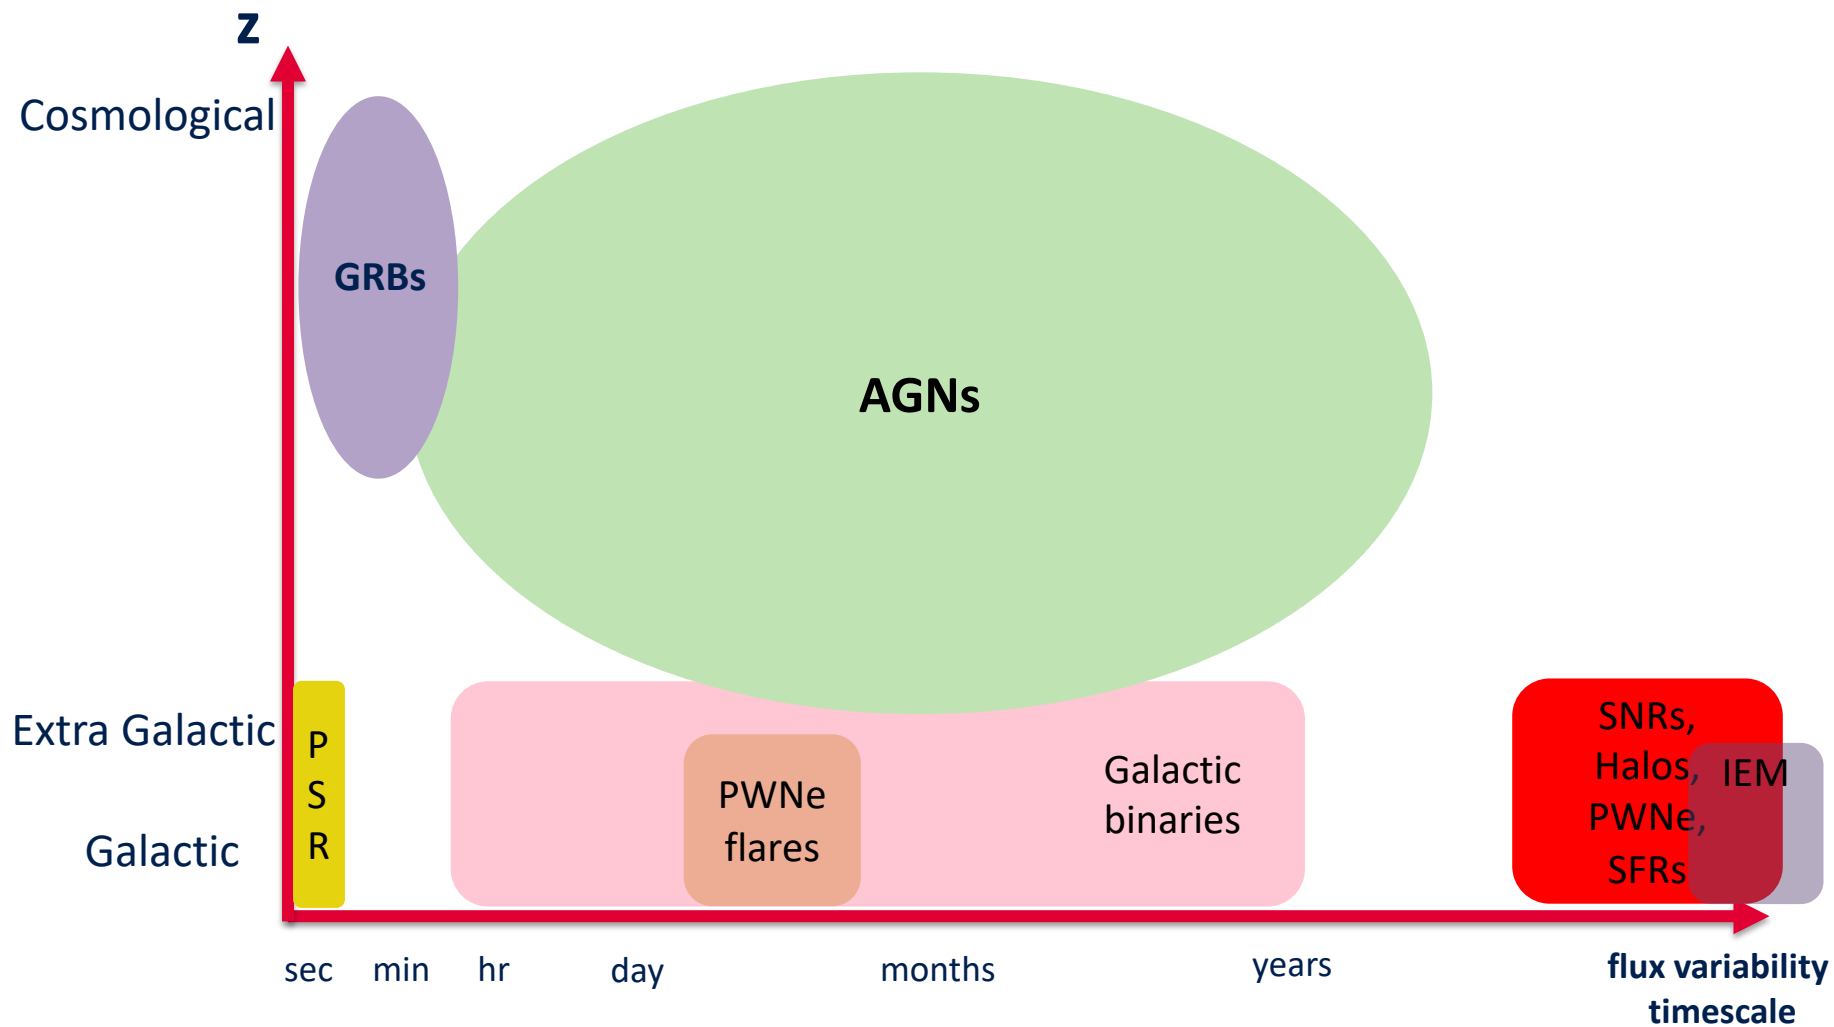 z
Cosmological
GRBs
AGNs
Extra Galactic
Galactic
P
S
R
PWNe
flares
Galactic
binaries
SNRs,
Halos,
PWNe,
SFRs
IEM
sec min hr day months years
flux variability
timescale